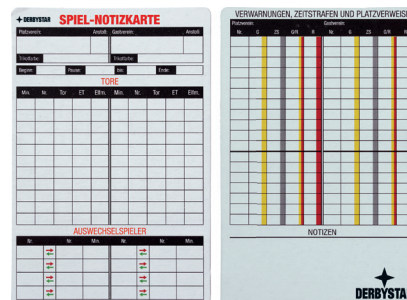 DERBYSTAR SPIEL-NOTIZKARTE
Platzverein: Anstoß: Gastverein: Anstoß:
Trikotfarbe: Trikotfarbe:
Beginn: Pause: bis: Ende:
TORE
Min. Nr. Tor ET Elfm. Min. Nr. Tor ET Elfm.
AUSWECHSELSPIELER
Nr. Nr. Min. Nr. Nr. Min.
VERWARNUNGEN, ZEITSTRAFEN UND PLATZVERWEISE
Platzverein: Gastverein:
Nr. G ZS G/R R Nr. G ZS G/R R
NOTIZEN
DERBYSTA